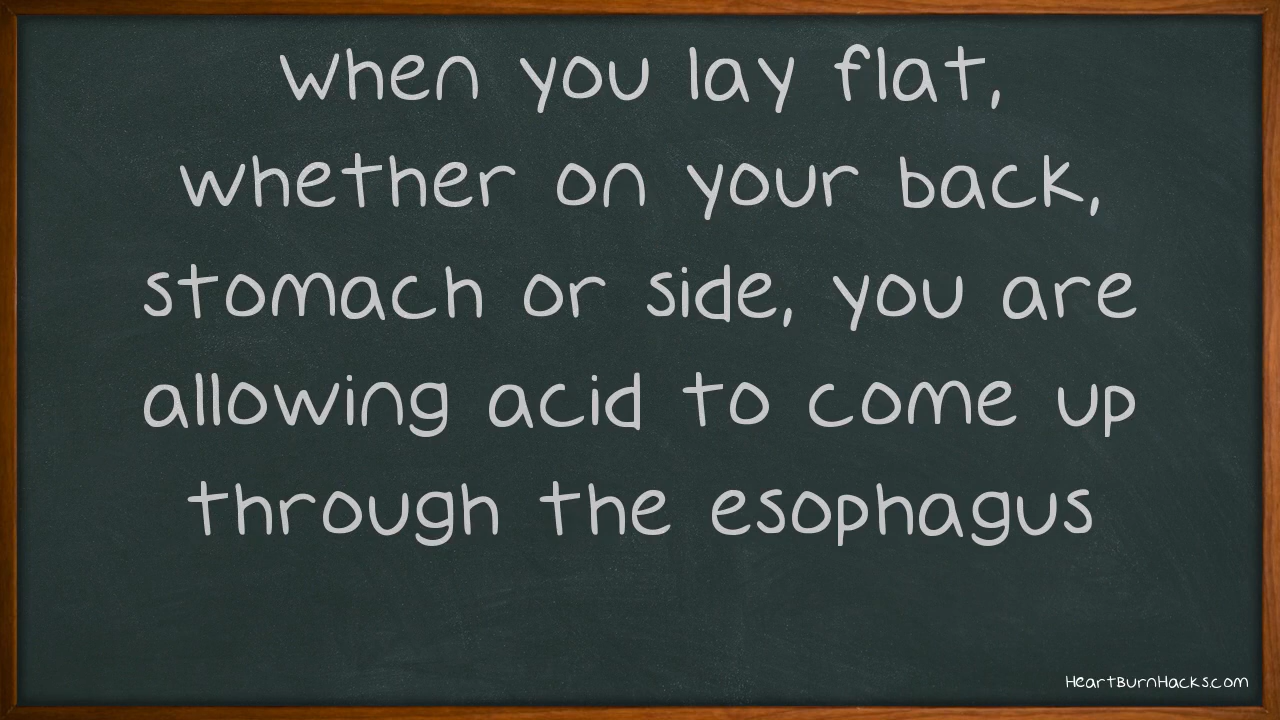 when you lay flat,
whether on your back,
stomach or side, you are
allowing acid to come up
through the esophagus
HeartBurnHacks.com